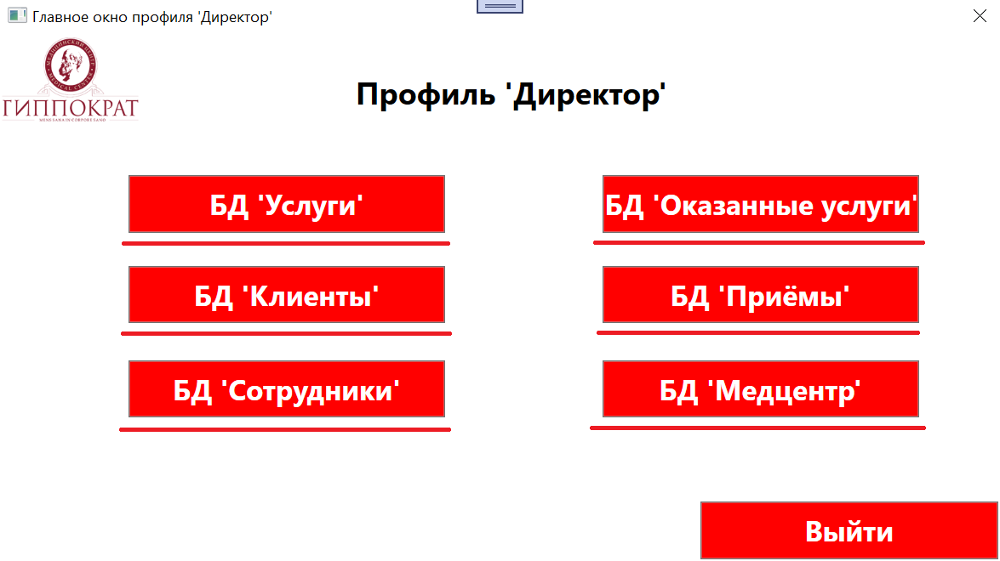 Главное окно профиля 'Директор'
МЕДИЦИНСКИЙ ЦЕНТР
MEDICAL CENTER
ГИППОКРАТ
MENS SANA IN CORPORE SANO
Профиль 'Директор'
БД 'Услуги'
БД 'Оказанные услуги'
БД 'Клиенты'
БД 'Приёмы'
БД 'Сотрудники'
БД 'Медцентр'
Выйти